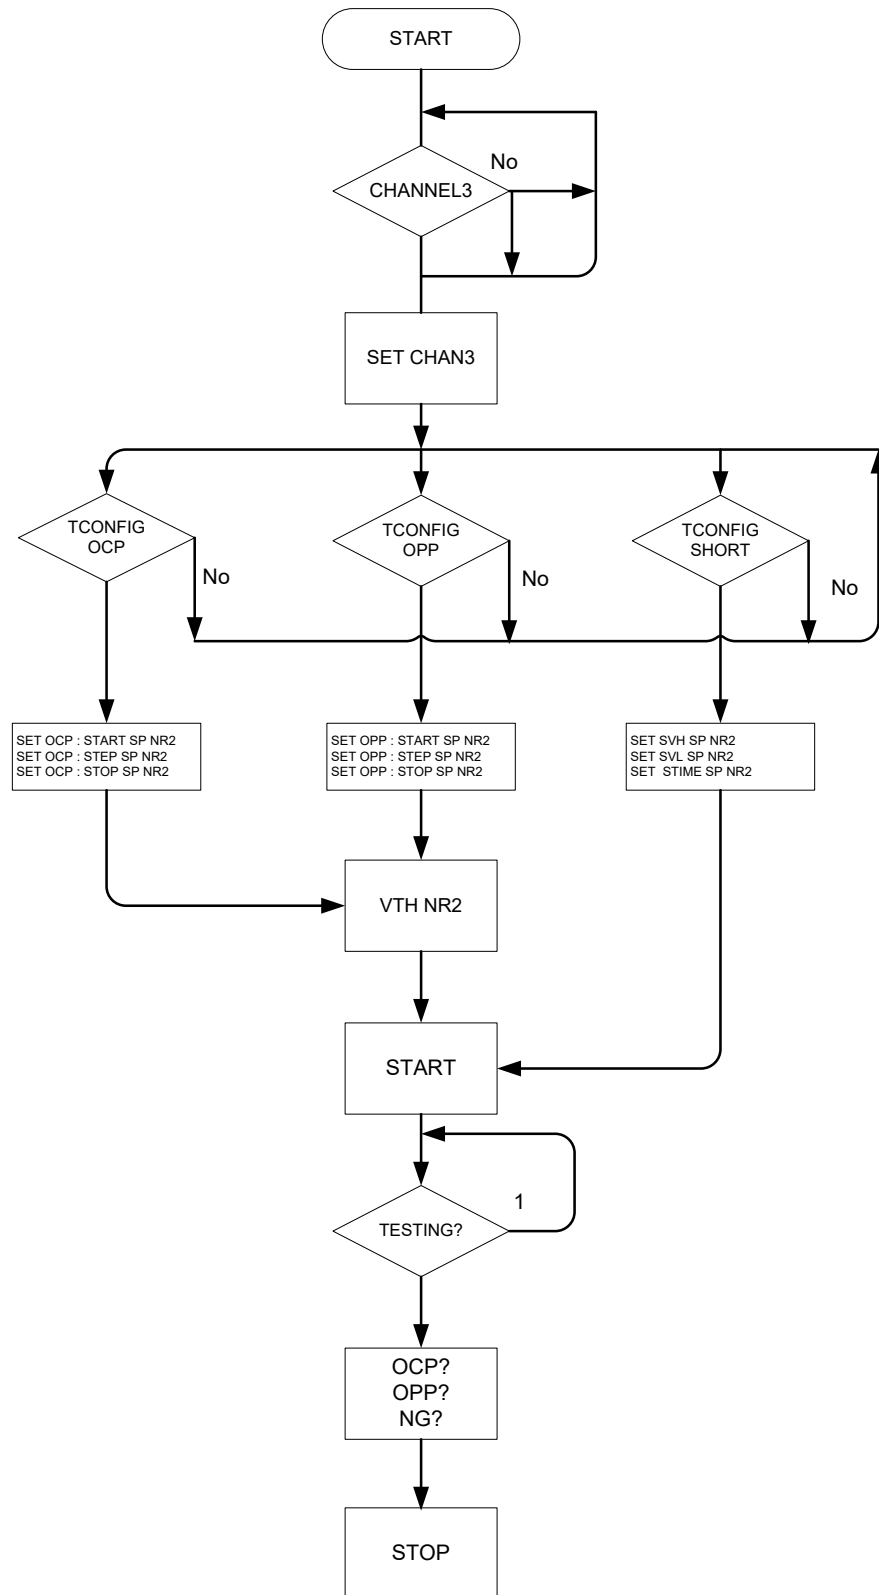 START
No
CHANNEL3
SET CHAN3
TCONFIG
OCP
No
TCONFIG
OPP
No
TCONFIG
SHORT
No
SET OCP : START SP NR2
SET OCP : STEP SP NR2
SET OCP : STOP SP NR2
SET OPP : START SP NR2
SET OPP : STEP SP NR2
SET OPP : STOP SP NR2
SET SVH SP NR2
SET SVL SP NR2
SET  STIME SP NR2
VTH NR2
START
1
TESTING?
OCP?
OPP?
NG?
STOP